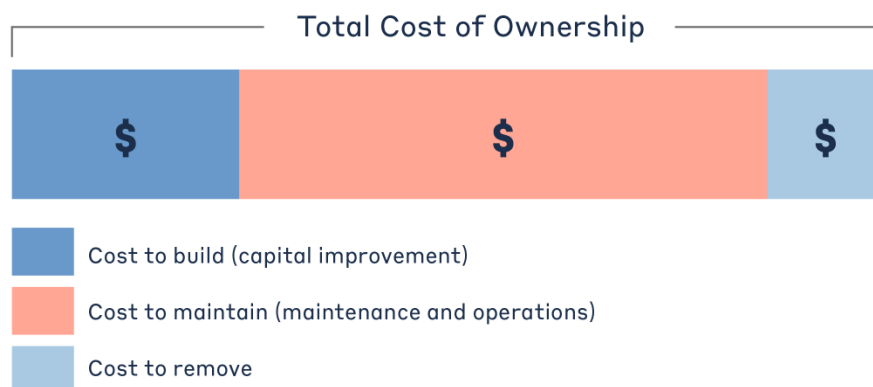 Total Cost of Ownership
$ $ $
Cost to build (capital improvement)
Cost to maintain (maintenance and operations)
Cost to remove